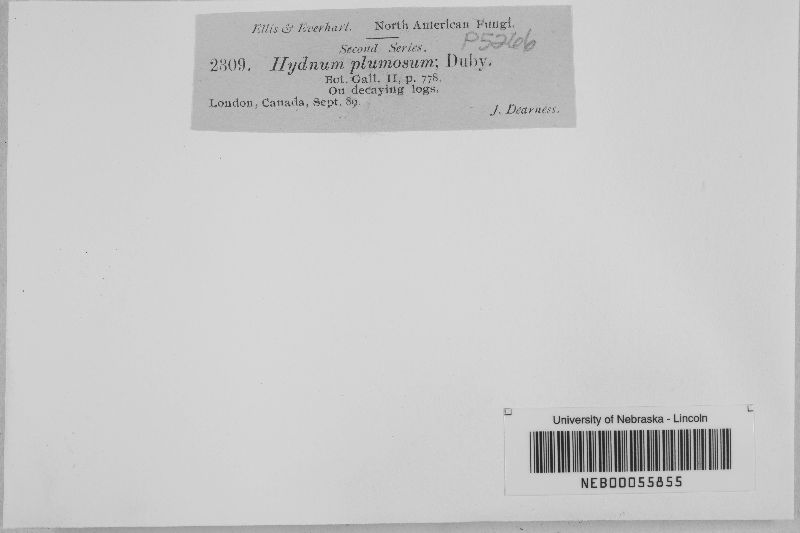 Ellis & Everhart. North American Fungi.
P5266
Second Series.
2309. Hydnum plumosum; Duby.
Bot. Gall. II, p. 778.
On decaying logs.
London, Canada, Sept. 89.
J. Dearness.
University of Nebraska - Lincoln
NEB00055855